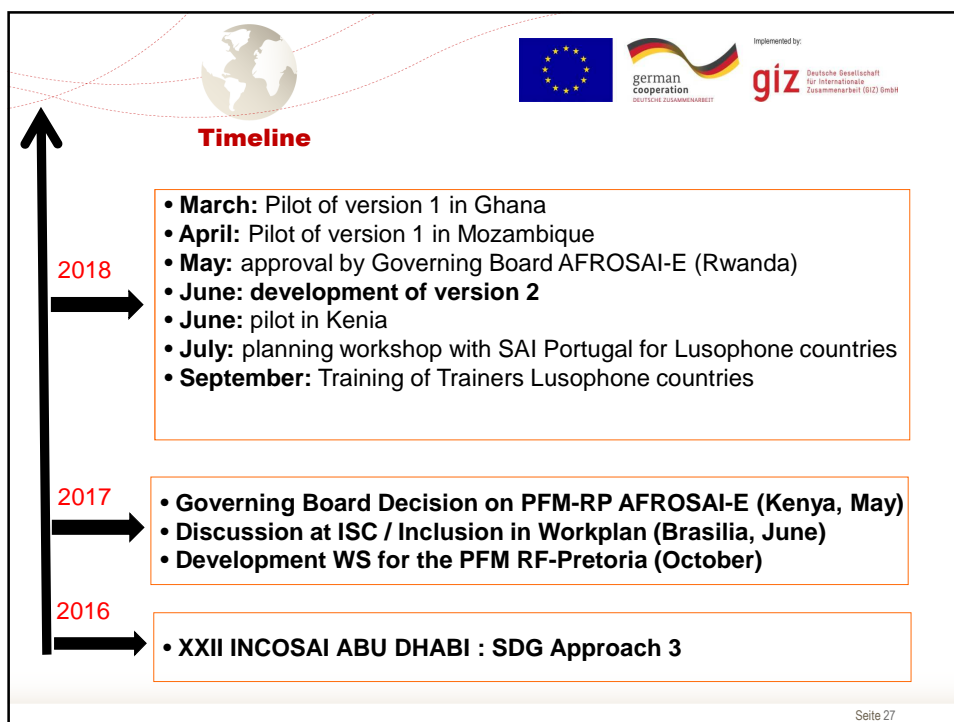 Implemented by:
german
cooperation
DEUTSCHE ZUSAMMENARBEIT
giz
Deutsche Gesellschaft
für Internationale
Zusammenarbeit (GIZ) GmbH
Timeline
2018
• March: Pilot of version 1 in Ghana
• April: Pilot of version 1 in Mozambique
• May: approval by Governing Board AFROSAI-E (Rwanda)
• June: development of version 2
• June: pilot in Kenia
• July: planning workshop with SAI Portugal for Lusophone countries
• September: Training of Trainers Lusophone countries
2017
• Governing Board Decision on PFM-RP AFROSAI-E (Kenya, May)
• Discussion at ISC / Inclusion in Workplan (Brasilia, June)
• Development WS for the PFM RF-Pretoria (October)
2016
• XXII INCOSAI ABU DHABI : SDG Approach 3
Seite 27